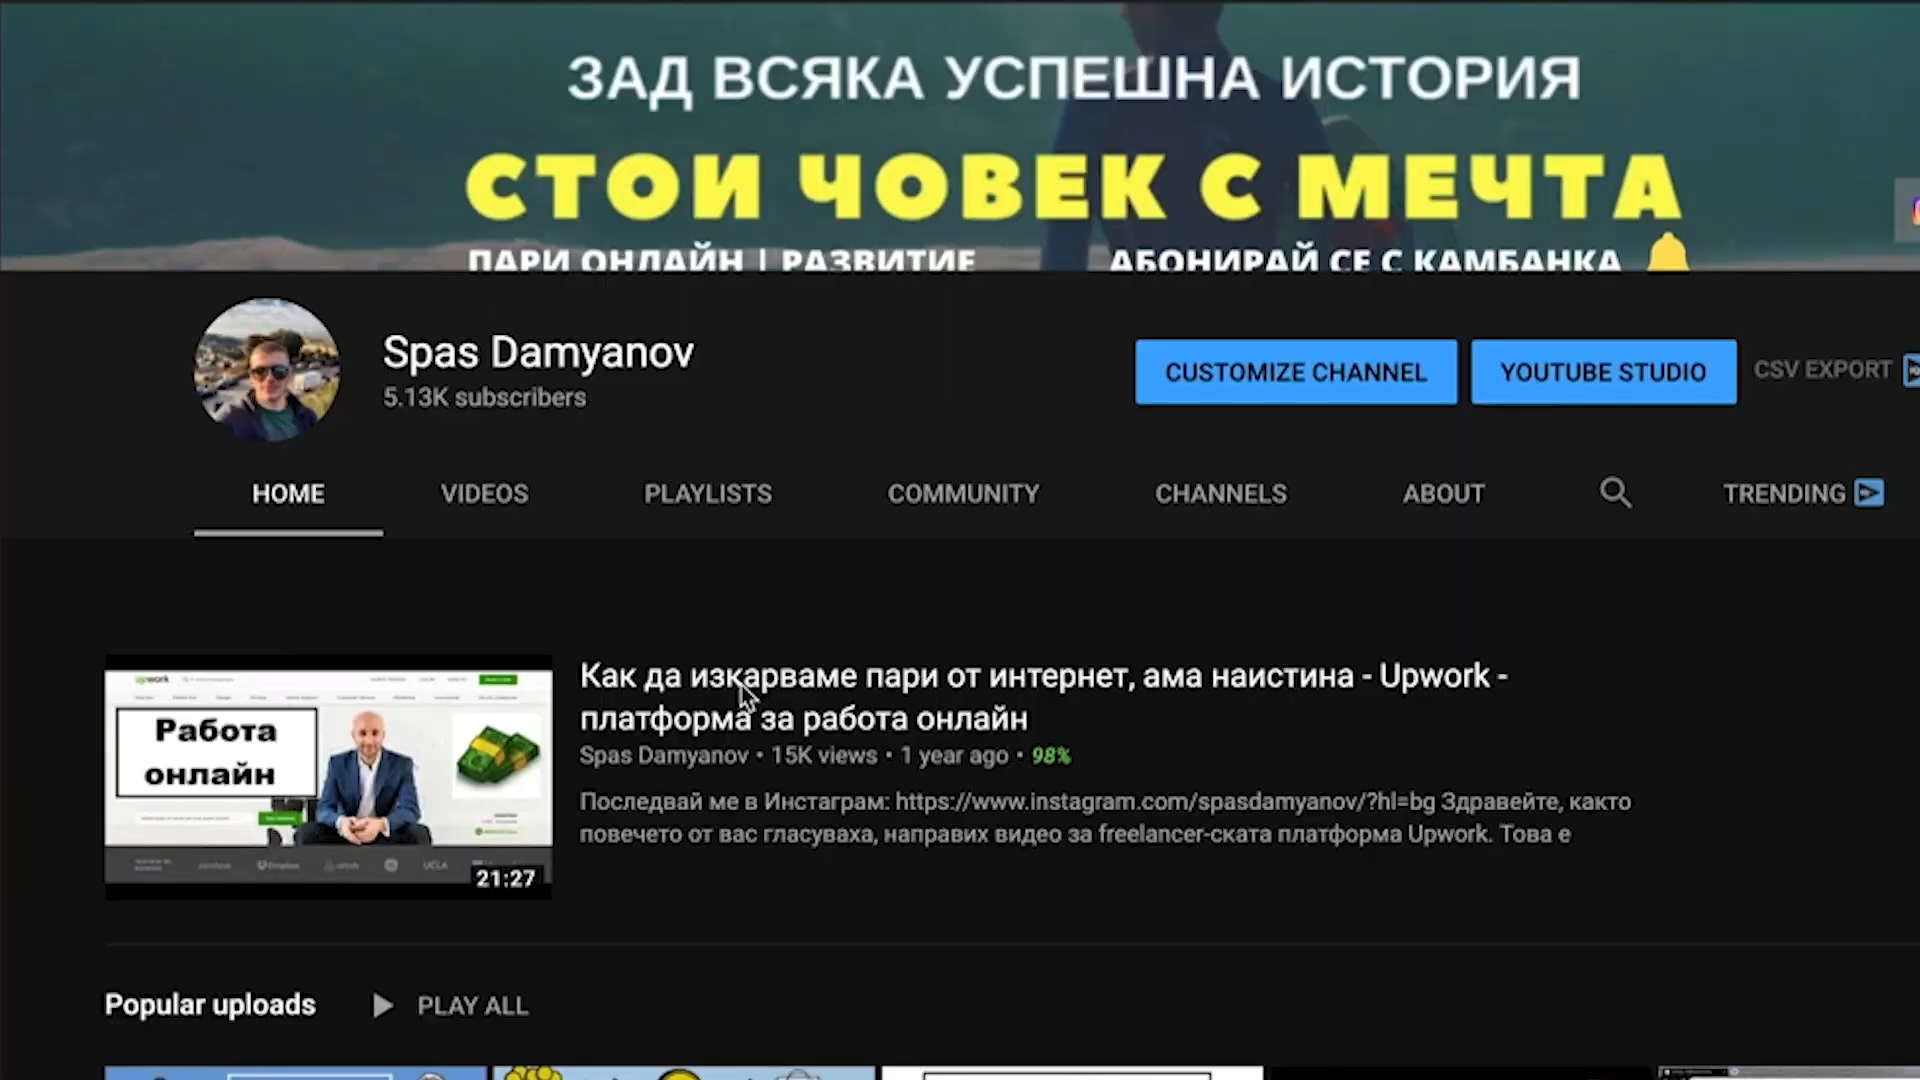 ЗАД ВСЯКА УСПЕШНА ИСТОРИЯ
СТОИ ЧОВЕК С МЕЧТА
ПАРИ ОНЛАЙН | РАЗВИТИЕ
АБОНИРАЙ СЕ С КАМБАНКА
Spas Damyanov
5.13K subscribers
CUSTOMIZE CHANNEL
YOUTUBE STUDIO
CSV EXPORT
HOME
VIDEOS
PLAYLISTS
COMMUNITY
CHANNELS
ABOUT
TRENDING
upwork
Работа
онлайн
Dropbox
UCLA
21:27
Как да изкарваме пари от интернет, ама наистина - Upwork -
платформа за работа онлайн
Spas Damyanov • 15K views • 1 year ago • 98%
Последвай ме в Инстаграм: https://www.instagram.com/spasdamyanov/?hl=bg Здравейте, както
повечето от вас гласуваха, направих видео за freelancer-ската платформа Upwork. Това е
Popular uploads
PLAY ALL